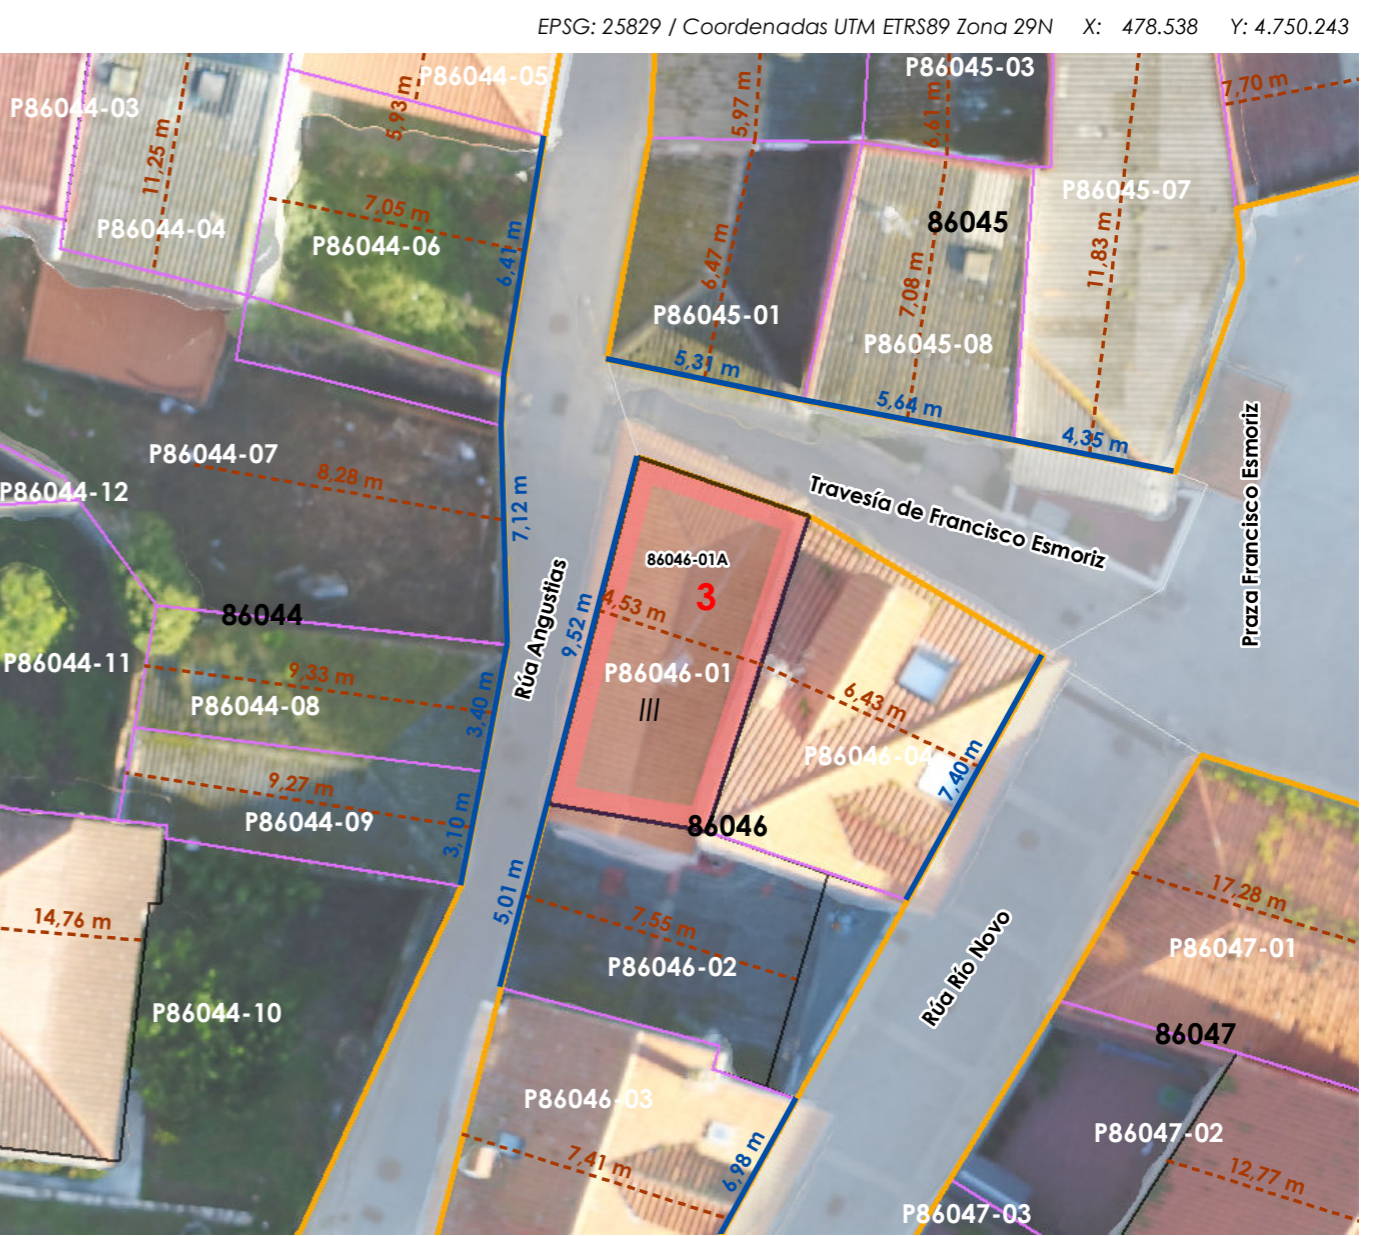 EPSG: 25829 / Coordenadas UTM ETRS89 Zona 29N X: 478.538 Y: 4.750.243
P86044-05
P86045-03
7,70 m
P86044-03
5,93 m
5,97 m
6,61 m
11,25 m
P86045-07
7,05 m
P86044-04
P86044-06
86045
6,41 m
6,47 m
7,08 m
11,83 m
P86045-01
P86045-08
5,31 m
5,64 m
4,35 m
P86044-07
8,28 m
P86044-12
7,12 m
Travesía de Francisco Esmoriz
Praza Francisco Esmoriz
86046-01A
3
4,53 m
86044
9,52 m
Rúa Angustias
P86044-11
9,33 m
P86046-01
III
6,43 m
P86044-08
3,40 m
P86046-04
7,40 m
9,27 m
P86044-09
3,10 m
86046
5,01 m
14,76 m
7,55 m
17,28 m
P86046-02
P86047-01
Rúa Río Novo
P86044-10
86047
P86046-03
P86047-02
7,41 m
6,98 m
12,77 m
P86047-03